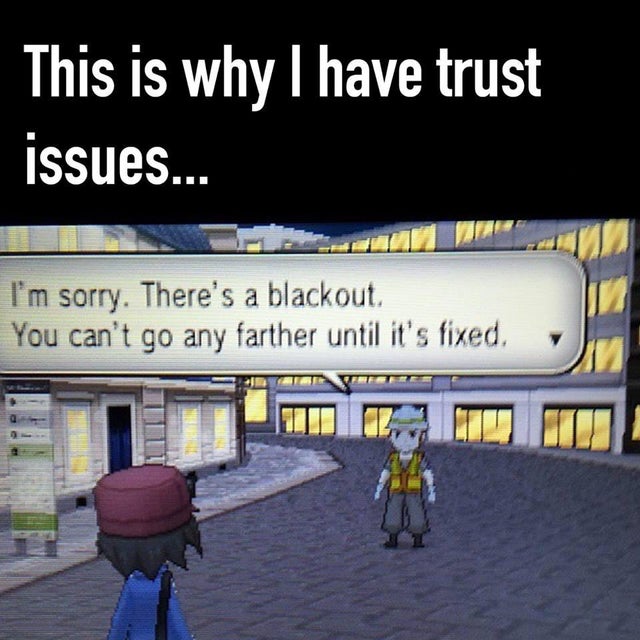 This is why I have trust
issues...
I'm sorry. There's a blackout.
You can't go any farther until it's fixed.